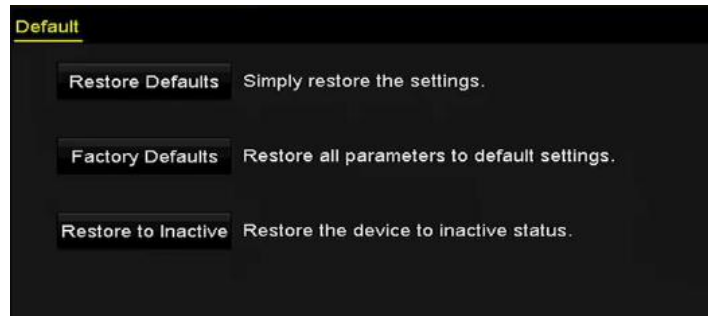 Default
Restore Defaults Simply restore the settings.
Factory Defaults Restore all parameters to default settings.
Restore to Inactive Restore the device to inactive status.